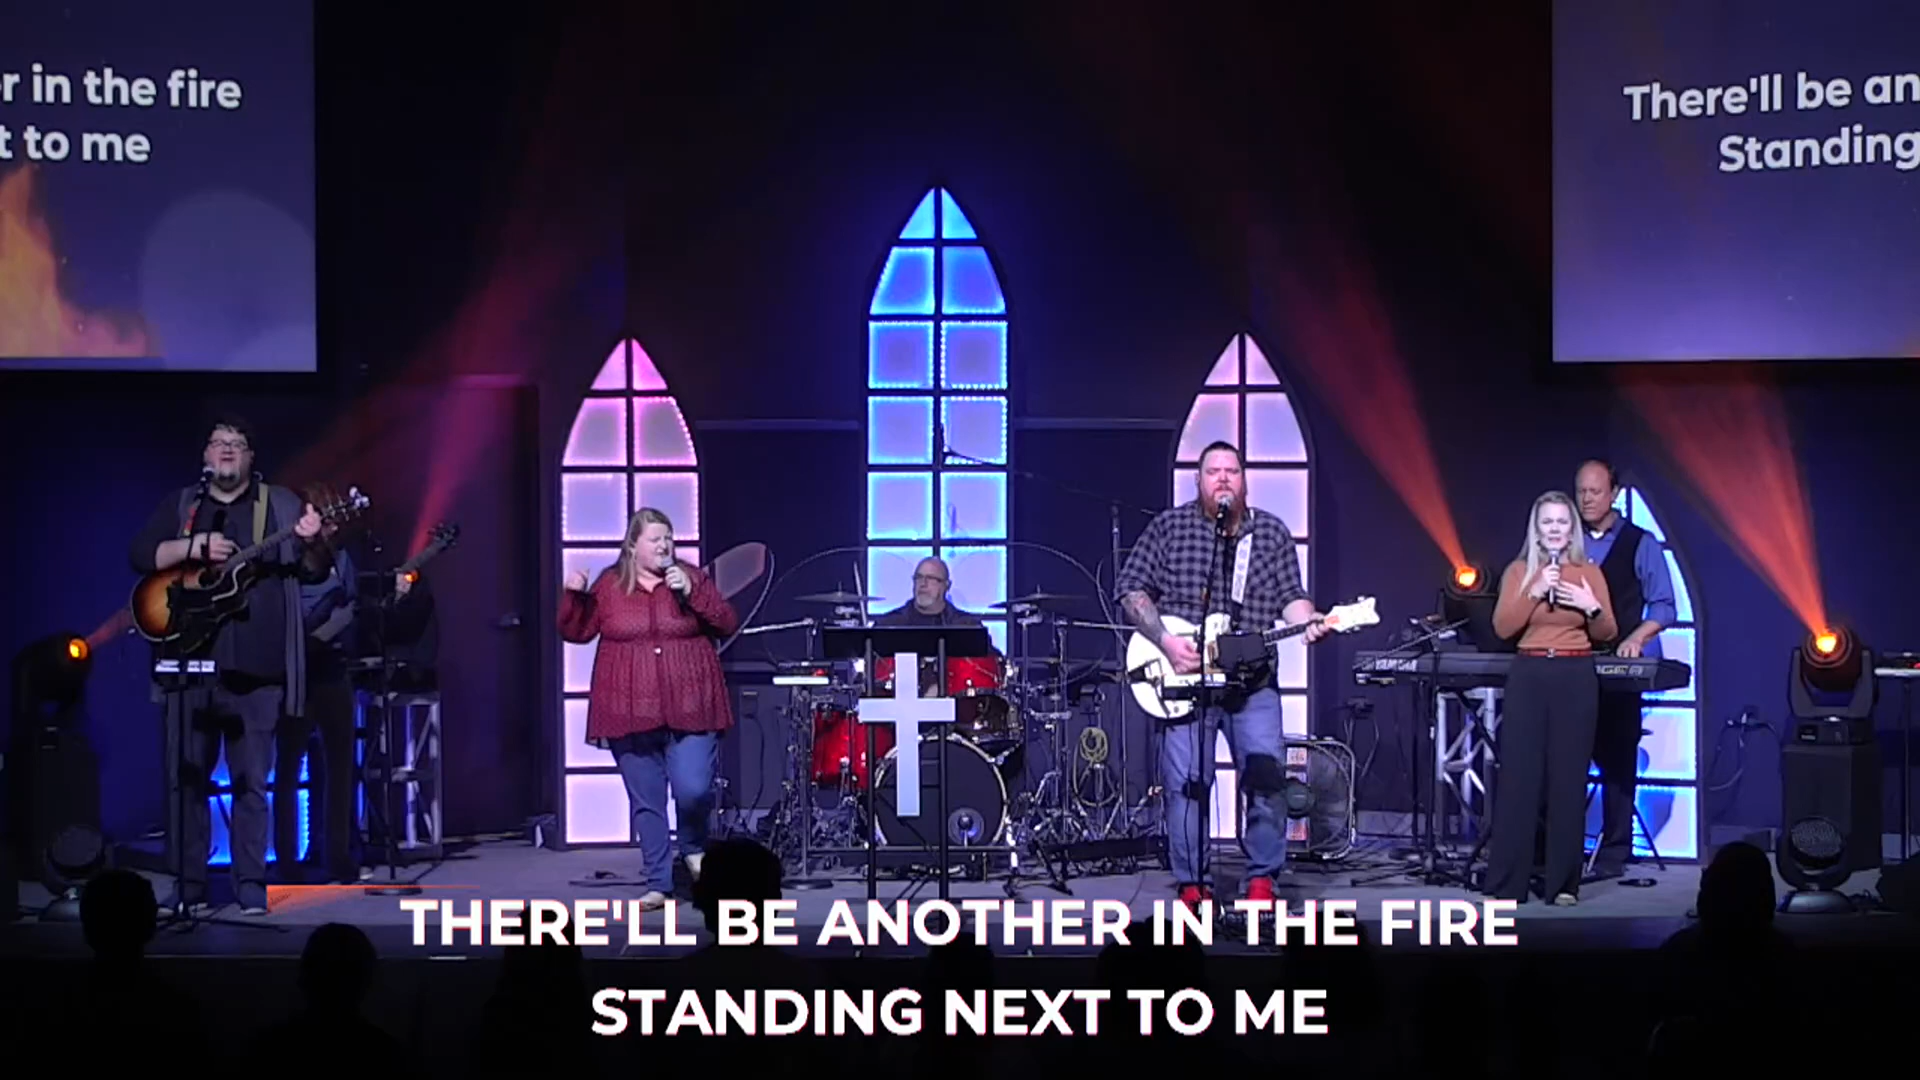 r in the fire
t to me
There'll be an
Standing
YAMAHA
THERE'LL BE ANOTHER IN THE FIRE
STANDING NEXT TO ME